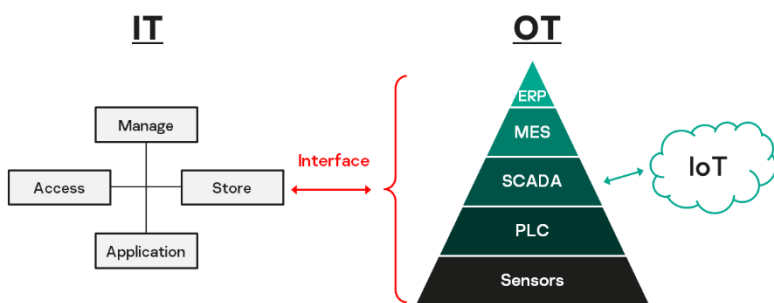 IT
OT
Manage
Access
Store
Application
Interface
ERP
MES
SCADA
PLC
Sensors
IoT